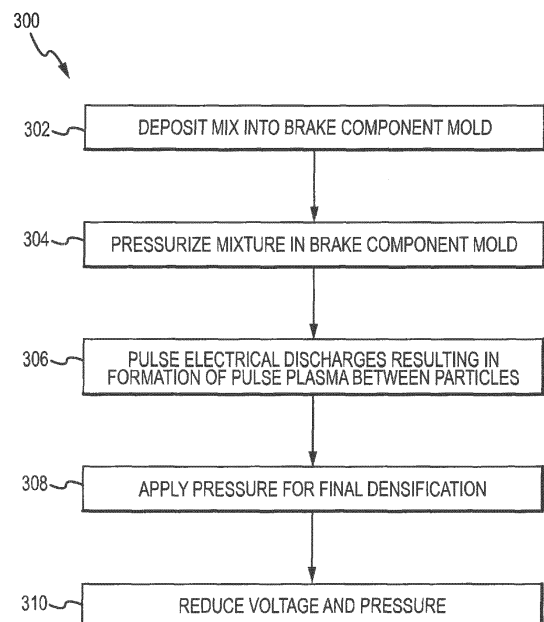 300
302
DEPOSIT MIX INTO BRAKE COMPONENT MOLD
304
PRESSURIZE MIXTURE IN BRAKE COMPONENT MOLD
306
PULSE ELECTRICAL DISCHARGES RESULTING IN
FORMATION OF PULSE PLASMA BETWEEN PARTICLES
308
APPLY PRESSURE FOR FINAL DENSIFICATION
310
REDUCE VOLTAGE AND PRESSURE